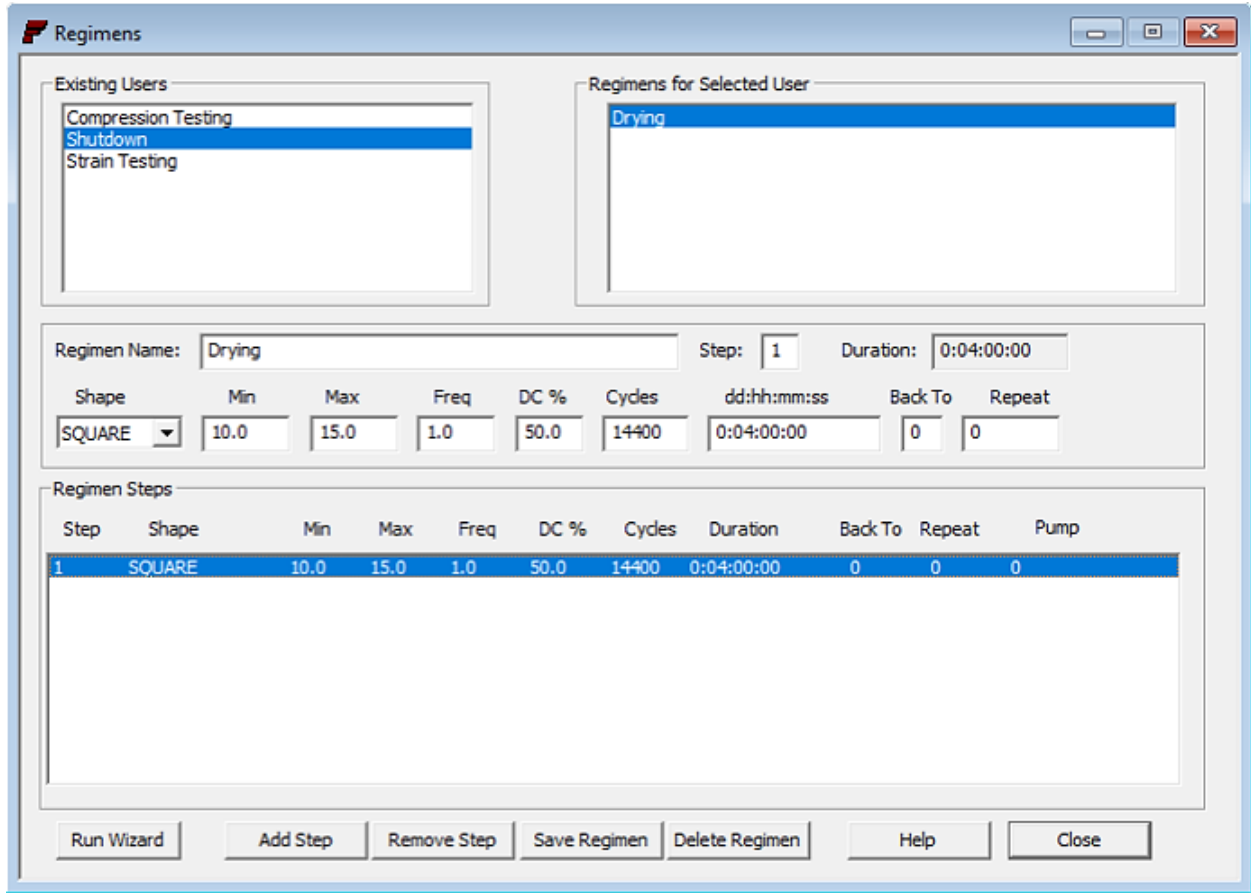 Regimens
Existing Users
Regimens for Selected User
Compression Testing
Shutdown
Strain Testing
Drying
Regimen Name: Drying Step: 1 Duration: 0:04:00:00
Shape Min Max Freq DC % Cycles dd:hh:mm:ss Back To Repeat
SQUARE 10.0 15.0 1.0 50.0 14400 0:04:00:00 0 0
Regimen Steps
Step Shape Min Max Freq DC % Cycles Duration Back To Repeat Pump
1 SQUARE 10.0 15.0 1.0 50.0 14400 0:04:00:00 0 0 0
Run Wizard Add Step Remove Step Save Regimen Delete Regimen Help Close